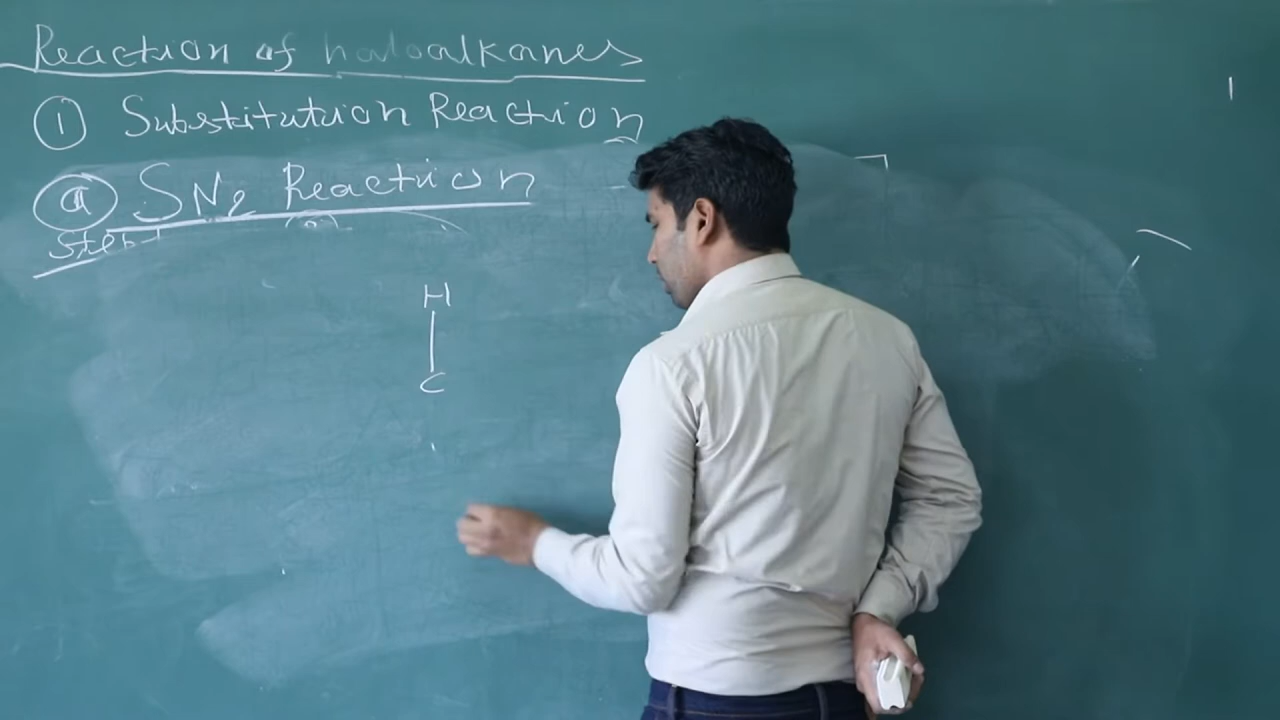 Reaction of haloalkanes
① Substitution Reaction
ⓐ SN2 Reaction
Step 1
H
C